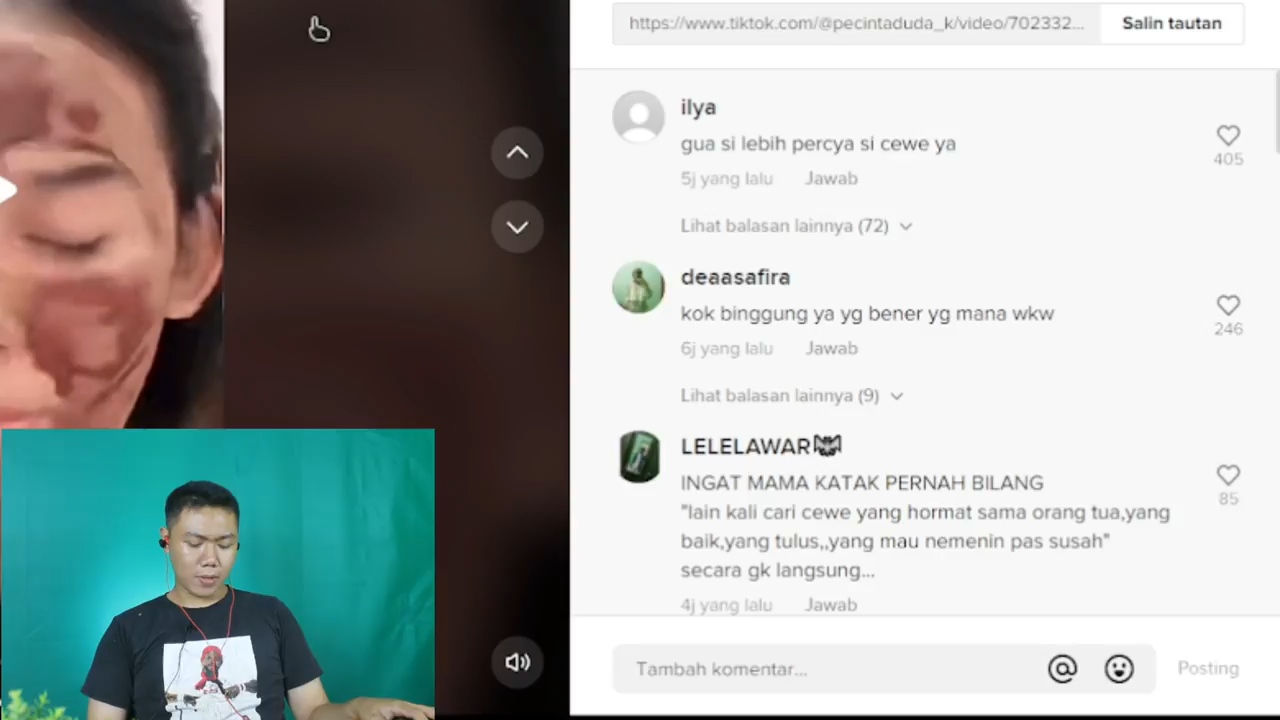 https://www.tiktok.com/@pecintaduda_k/video/702332...
Salin tautan
ilya
gua si lebih percya si cewe ya
405
5j yang lalu Jawab
Lihat balasan lainnya (72)
deaasafira
kok binggung ya yg bener yg mana wkw
246
6j yang lalu Jawab
Lihat balasan lainnya (9)
LELELAWAR
INGAT MAMA KATAK PERNAH BILANG
"lain kali cari cewe yang hormat sama orang tua,yang
baik,yang tulus,,yang mau nemenin pas susah"
secara gk langsung...
85
4j yang lalu Jawab
Tambah komentar...
Posting